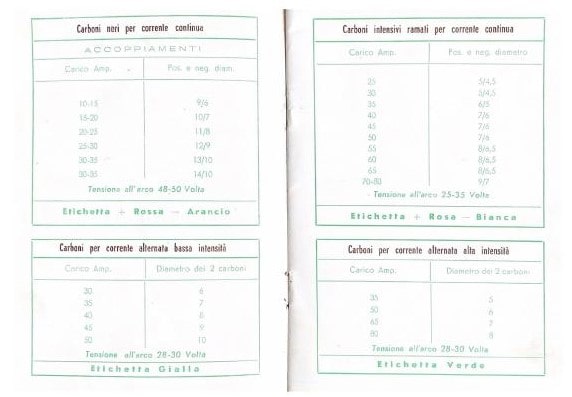 Carboni neri per corrente continua
ACCOPPIAMENTI
Carico Amp. Pos. e neg. diam.
10-15 9/6
15-20 10/7
20-25 11/8
25-30 12/9
30-35 13/10
30-35 14/10
Tensione all'arco 48-50 Volta
Etichetta + Rossa — Arancio
Carboni per corrente alternata bassa intensità
Carico Amp. Diametro dei 2 carboni
30 6
35 7
40 8
45 9
50 10
Tensione all'arco 28-30 Volta
Etichetta Gialla
Carboni intensivi ramati per corrente continua
Carico Amp. Pos. e neg. diametro
25 5/4,5
30 5/4,5
35 6/5
40 7/6
45 7/6
50 7/6
55 8/6,5
60 8/6,5
65 8/6,5
70-80 9/7
Tensione all'arco 25-35 Volta
Etichetta + Rosa — Bianca
Carboni per corrente alternata alta intensità
Carico Amp. Diametro dei 2 carboni
35 5
50 6
65 7
80 8
Tensione all'arco 28-30 Volta
Etichetta Verde